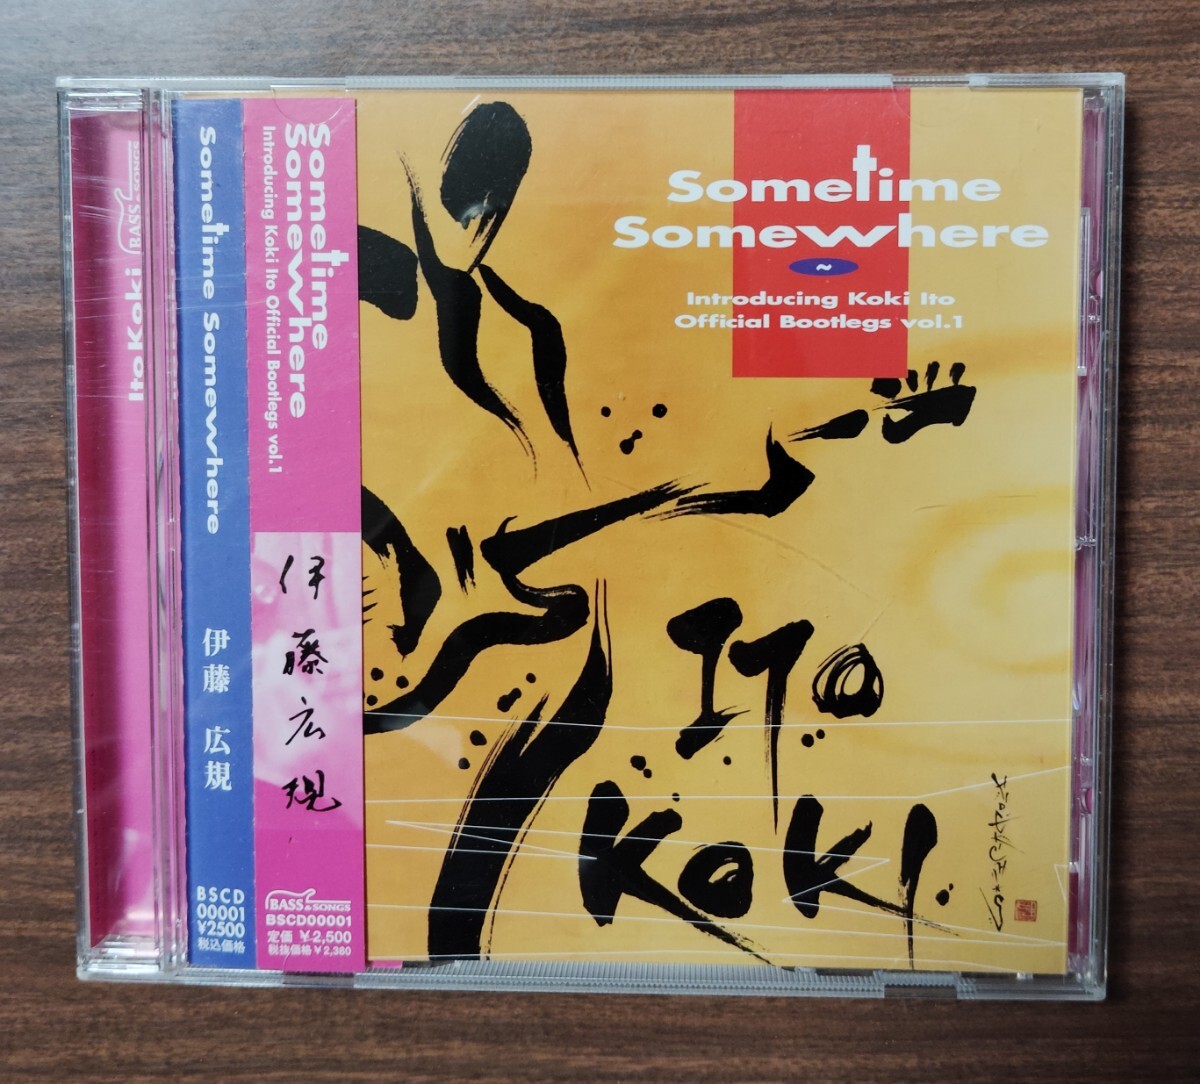 Ito Koki BASS & SONGS
Sometime Somewhere
伊藤 広規
BSCD
00001
¥2500
税込価格
Sometime
Somewhere
Introducing Koki Ito Official Bootlegs vol.1
伊藤広規
BASS & SONGS
BSCD00001
定価 ¥2,500
税抜価格 ¥2,380
Sometime
Somewhere
~
Introducing Koki Ito
Official Bootlegs vol.1
ITO
KOKI